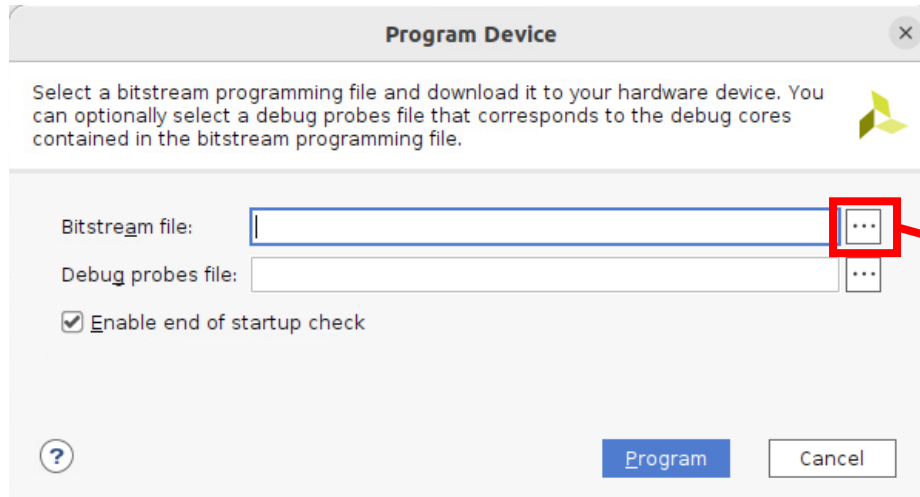 Program Device
Select a bitstream programming file and download it to your hardware device. You
can optionally select a debug probes file that corresponds to the debug cores
contained in the bitstream programming file.
Bitstream file:
Debug probes file:
Enable end of startup check
?
Program
Cancel